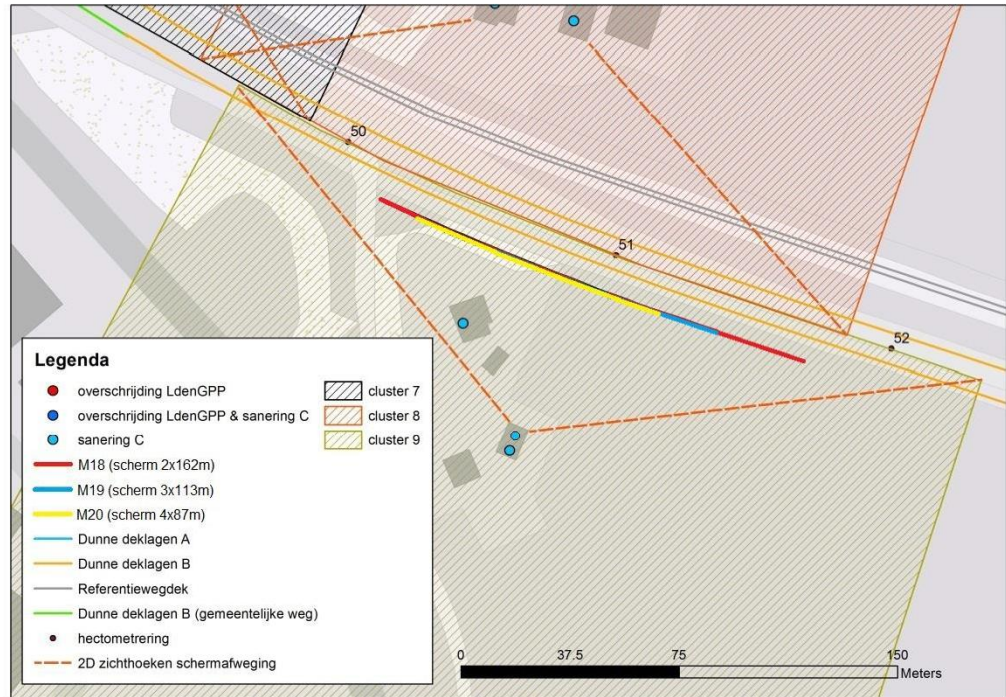 50
51
52
Legenda
overschrijding LdenGPP
overschrijding LdenGPP & sanering C
sanering C
M18 (scherm 2x162m)
M19 (scherm 3x113m)
M20 (scherm 4x87m)
Dunne deklagen A
Dunne deklagen B
Referentiewegdek
Dunne deklagen B (gemeentelijke weg)
hectometrering
2D zichthoeken schermafweging
cluster 7
cluster 8
cluster 9
0 37.5 75 150
Meters